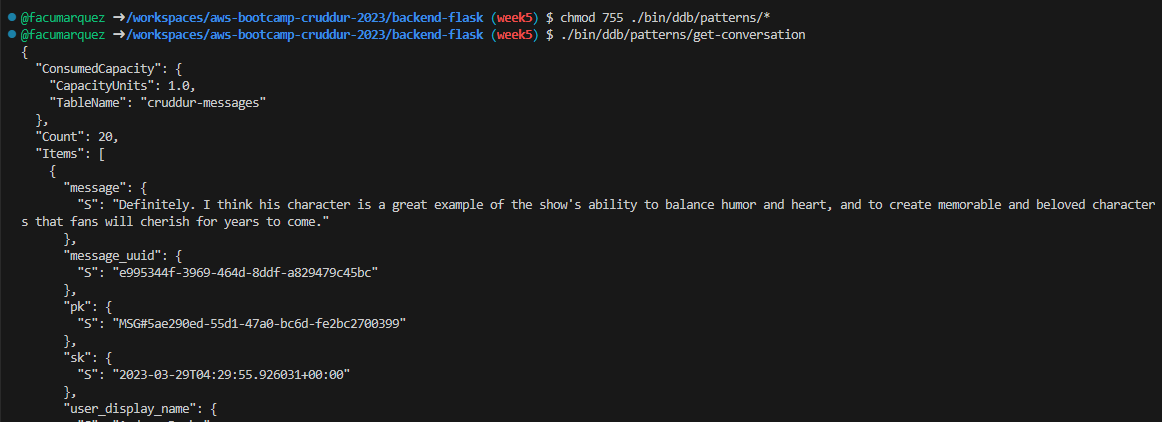 @facumarquez ➜/workspaces/aws-bootcamp-cruddur-2023/backend-flask (week5) $ chmod 755 ./bin/ddb/patterns/*
@facumarquez ➜/workspaces/aws-bootcamp-cruddur-2023/backend-flask (week5) $ ./bin/ddb/patterns/get-conversation
{
  "ConsumedCapacity": {
    "CapacityUnits": 1.0,
    "TableName": "cruddur-messages"
  },
  "Count": 20,
  "Items": [
    {
      "message": {
        "S": "Definitely. I think his character is a great example of the show's ability to balance humor and heart, and to create memorable and beloved character
s that fans will cherish for years to come."
      },
      "message_uuid": {
        "S": "e995344f-3969-464d-8ddf-a829479c45bc"
      },
      "pk": {
        "S": "MSG#5ae290ed-55d1-47a0-bc6d-fe2bc2700399"
      },
      "sk": {
        "S": "2023-03-29T04:29:55.926031+00:00"
      },
      "user_display_name": {